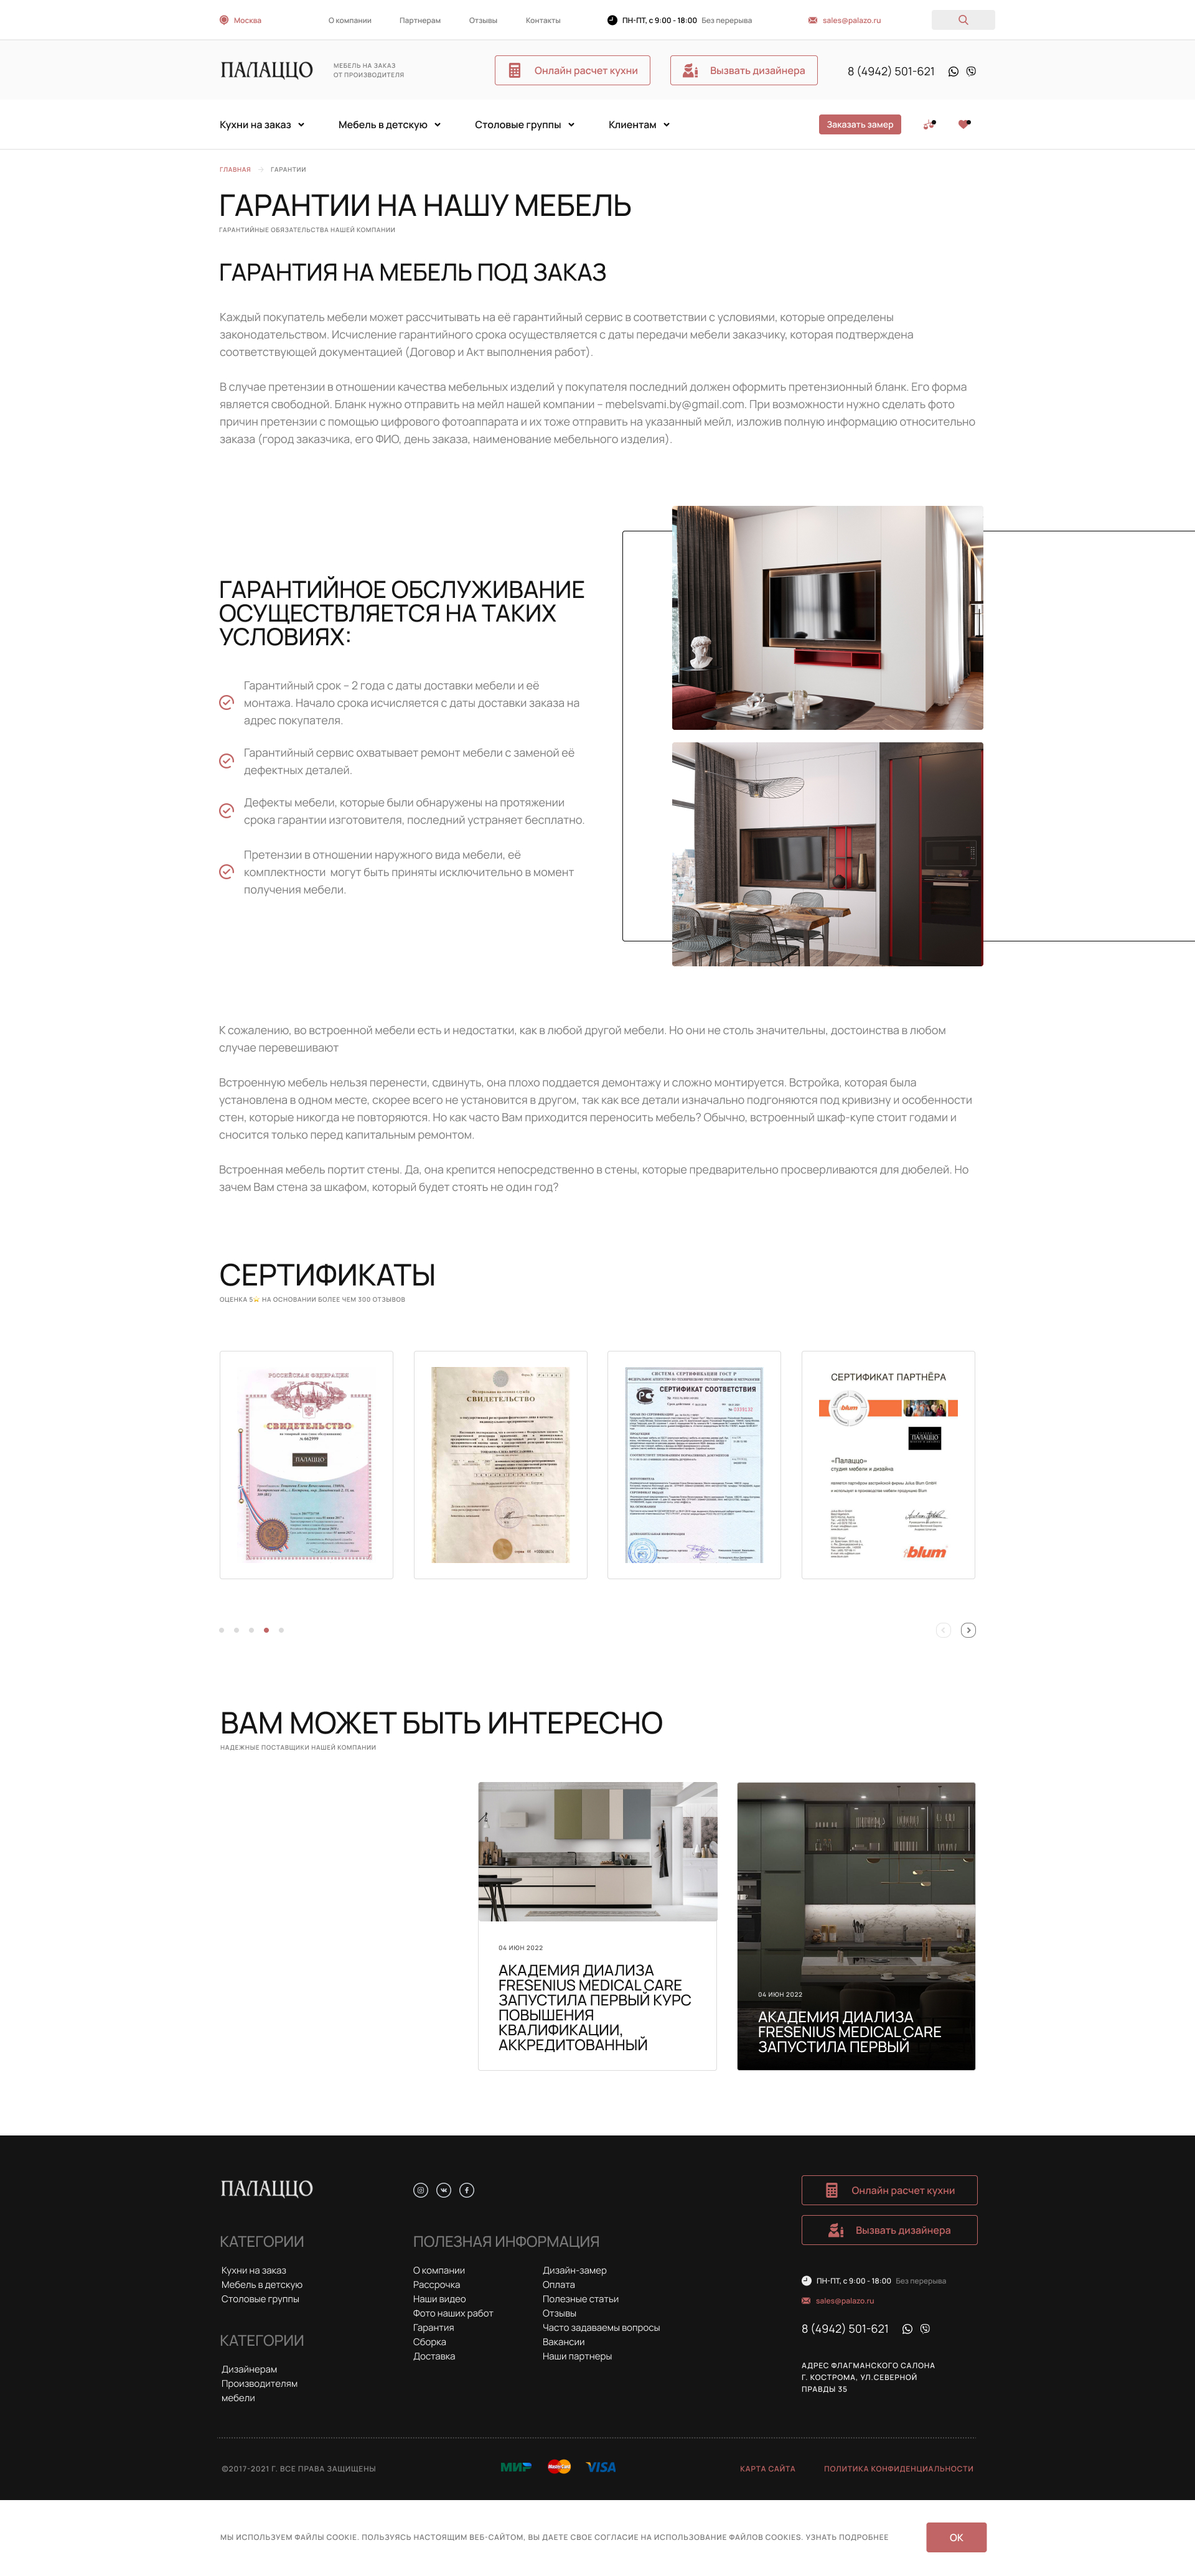 Москва
О компании
Партнерам
Отзывы
Контакты
ПН-ПТ, с 9:00 - 18:00 Без перерыва
sales@palazo.ru
ПАЛАЦЦО
МЕБЕЛЬ НА ЗАКАЗ
ОТ ПРОИЗВОДИТЕЛЯ
Онлайн расчет кухни
Вызвать дизайнера
8 (4942) 501-621
Кухни на заказ
Мебель в детскую
Столовые группы
Клиентам
Заказать замер
ГЛАВНАЯ
ГАРАНТИИ
ГАРАНТИИ НА НАШУ МЕБЕЛЬ
ГАРАНТИЙНЫЕ ОБЯЗАТЕЛЬСТВА НАШЕЙ КОМПАНИИ
ГАРАНТИЯ НА МЕБЕЛЬ ПОД ЗАКАЗ
Каждый покупатель мебели может рассчитывать на её гарантийный сервис в соответствии с условиями, которые определены
законодательством. Исчисление гарантийного срока осуществляется с даты передачи мебели заказчику, которая подтверждена
соответствующей документацией (Договор и Акт выполнения работ).
В случае претензии в отношении качества мебельных изделий у покупателя последний должен оформить претензионный бланк. Его форма
является свободной. Бланк нужно отправить на мейл нашей компании – mebelsvami.by@gmail.com. При возможности нужно сделать фото
причин претензии с помощью цифрового фотоаппарата и их тоже отправить на указанный мейл, изложив полную информацию относительно
заказа (город заказчика, его ФИО, день заказа, наименование мебельного изделия).
ГАРАНТИЙНОЕ ОБСЛУЖИВАНИЕ
ОСУЩЕСТВЛЯЕТСЯ НА ТАКИХ
УСЛОВИЯХ:
Гарантийный срок – 2 года с даты доставки мебели и её
монтажа. Начало срока исчисляется с даты доставки заказа на
адрес покупателя.
Гарантийный сервис охватывает ремонт мебели с заменой её
дефектных деталей.
Дефекты мебели, которые были обнаружены на протяжении
срока гарантии изготовителя, последний устраняет бесплатно.
Претензии в отношении наружного вида мебели, её
комплектности могут быть приняты исключительно в момент
получения мебели.
К сожалению, во встроенной мебели есть и недостатки, как в любой другой мебели. Но они не столь значительны, достоинства в любом
случае перевешивают
Встроенную мебель нельзя перенести, сдвинуть, она плохо поддается демонтажу и сложно монтируется. Встройка, которая была
установлена в одном месте, скорее всего не установится в другом, так как все детали изначально подгоняются под кривизну и особенности
стен, которые никогда не повторяются. Но как часто Вам приходится переносить мебель? Обычно, встроенный шкаф-купе стоит годами и
сносится только перед капитальным ремонтом.
Встроенная мебель портит стены. Да, она крепится непосредственно в стены, которые предварительно просверливаются для дюбелей. Но
зачем Вам стена за шкафом, который будет стоять не один год?
СЕРТИФИКАТЫ
ОЦЕНКА 5⭐ НА ОСНОВАНИИ БОЛЕЕ ЧЕМ 300 ОТЗЫВОВ
РОССИЙСКАЯ ФЕДЕРАЦИЯ
СВИДЕТЕЛЬСТВО
ПАЛАЦЦО
СВИДЕТЕЛЬСТВО
СИСТЕМА СЕРТИФИКАЦИИ ГОСТ Р
СЕРТИФИКАТ СООТВЕТСТВИЯ
СЕРТИФИКАТ ПАРТНЁРА
blum
ПАЛАЦЦО
«Палаццо»
студия мебели и дизайна
blum
ВАМ МОЖЕТ БЫТЬ ИНТЕРЕСНО
НАДЕЖНЫЕ ПОСТАВЩИКИ НАШЕЙ КОМПАНИИ
04 ИЮН 2022
АКАДЕМИЯ ДИАЛИЗА
FRESENIUS MEDICAL CARE
ЗАПУСТИЛА ПЕРВЫЙ КУРС
ПОВЫШЕНИЯ
КВАЛИФИКАЦИИ,
АККРЕДИТОВАННЫЙ
04 ИЮН 2022
АКАДЕМИЯ ДИАЛИЗА
FRESENIUS MEDICAL CARE
ЗАПУСТИЛА ПЕРВЫЙ
ПАЛАЦЦО
КАТЕГОРИИ
Кухни на заказ
Мебель в детскую
Столовые группы
КАТЕГОРИИ
Дизайнерам
Производителям
мебели
ПОЛЕЗНАЯ ИНФОРМАЦИЯ
О компании
Рассрочка
Наши видео
Фото наших работ
Гарантия
Сборка
Доставка
Дизайн-замер
Оплата
Полезные статьи
Отзывы
Часто задаваемы вопросы
Вакансии
Наши партнеры
Онлайн расчет кухни
Вызвать дизайнера
ПН-ПТ, с 9:00 - 18:00 Без перерыва
sales@palazo.ru
8 (4942) 501-621
АДРЕС ФЛАГМАНСКОГО САЛОНА
Г. КОСТРОМА, УЛ.СЕВЕРНОЙ
ПРАВДЫ 35
©2017-2021 Г. ВСЕ ПРАВА ЗАЩИЩЕНЫ
МИР
MasterCard
VISA
КАРТА САЙТА
ПОЛИТИКА КОНФИДЕНЦИАЛЬНОСТИ
МЫ ИСПОЛЬЗУЕМ ФАЙЛЫ COOKIE. ПОЛЬЗУЯСЬ НАСТОЯЩИМ ВЕБ-САЙТОМ, ВЫ ДАЕТЕ СВОЕ СОГЛАСИЕ НА ИСПОЛЬЗОВАНИЕ ФАЙЛОВ COOKIES. УЗНАТЬ ПОДРОБНЕЕ
ОК